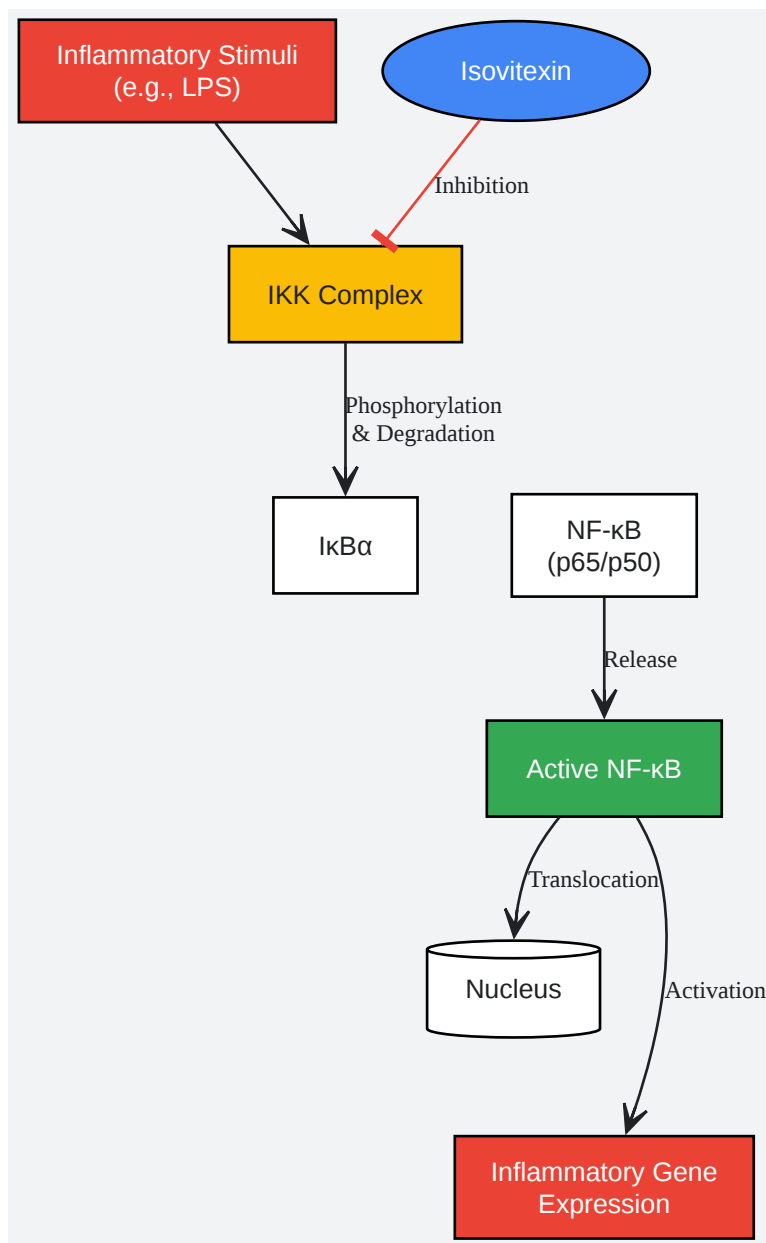 Inflammatory Stimuli
(e.g., LPS)
Isovitexin
Inhibition
IKK Complex
Phosphorylation
& Degradation
IκBα
NF-κB
(p65/p50)
Release
Active NF-κB
Translocation
Nucleus
Activation
Inflammatory Gene
Expression